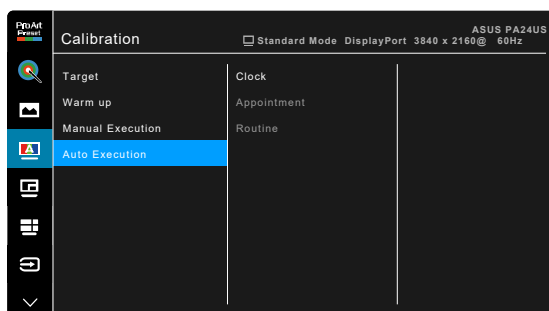 ProArt
Preset
Calibration
ASUS PA24US
Standard Mode DisplayPort 3840 x 2160@ 60Hz
Target
Warm up
Manual Execution
Auto Execution
Clock
Appointment
Routine
A